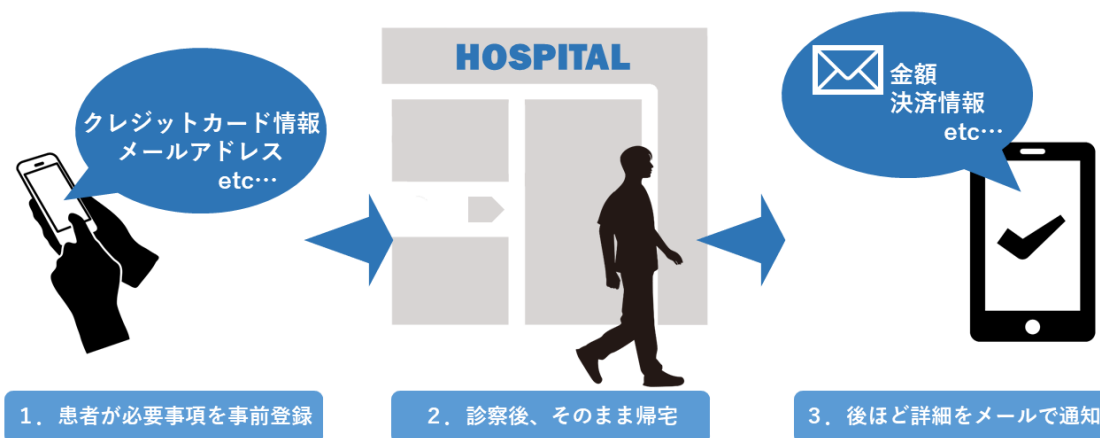 クレジットカード情報
メールアドレス
etc…
HOSPITAL
金額
決済情報
etc…
1．患者が必要事項を事前登録
2．診察後、そのまま帰宅
3．後ほど詳細をメールで通知